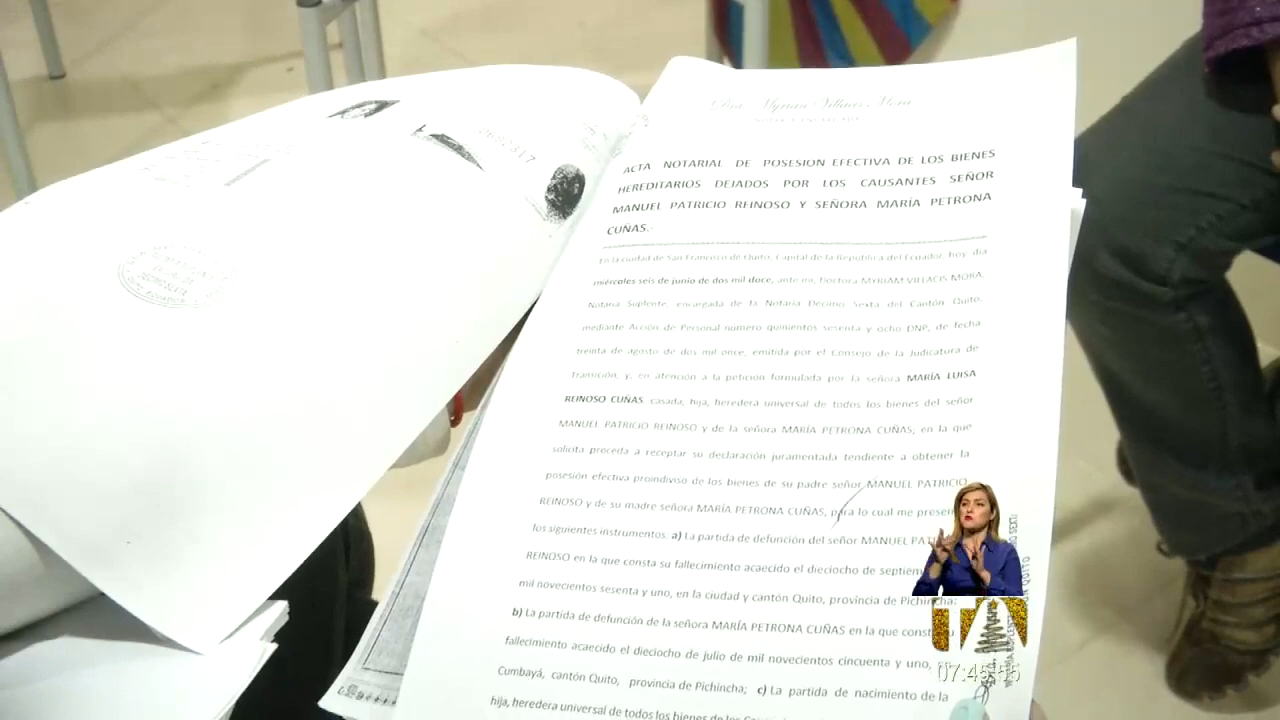 Dra. Myrian Villacis Mora
ACTA NOTARIAL DE POSESION EFECTIVA DE LOS BIENES
HEREDITARIOS DEJADOS POR LOS CAUSANTES SEÑOR
MANUEL PATRICIO REINOSO Y SEÑORA MARÍA PETRONA
CUÑAS.-
En la ciudad de San Francisco de Quito, Capital de la República del Ecuador, hoy, día
miércoles seis de junio de dos mil doce, ante mi, Doctora MYRIAM VILLACIS MORA,
Notaria Suplente, encargada de la Notaria Décimo Sexta del Cantón Quito,
mediante Acción de Personal número quinientos sesenta y ocho DNP, de fecha
treinta de agosto de dos mil once, emitida por el Consejo de la Judicatura de
Transición, y, en atención a la petición formulada por la señora MARÍA LUISA
REINOSO CUÑAS, casada, hija, heredera universal de todos los bienes del señor
MANUEL PATRICIO REINOSO y de la señora MARÍA PETRONA CUÑAS; en la que
solicita proceda a receptar su declaración juramentada tendiente a obtener la
posesión efectiva proindiviso de los bienes de su padre señor MANUEL PATRICIO
REINOSO y de su madre señora MARÍA PETRONA CUÑAS, para lo cual me presen
los siguientes instrumentos: a) La partida de defunción del señor MANUEL PAT
REINOSO en la que consta su fallecimiento acaecido el dieciocho de septiem
mil novecientos sesenta y uno, en la ciudad y cantón Quito, provincia de Pichincha;
b) La partida de defunción de la señora MARÍA PETRONA CUÑAS en la que const
fallecimiento acaecido el dieciocho de julio de mil novecientos cincuenta y uno,
Cumbayá, cantón Quito, provincia de Pichincha; c) La partida de nacimiento de la
hija, heredera universal de todos los bienes de los
TA
07:45:55